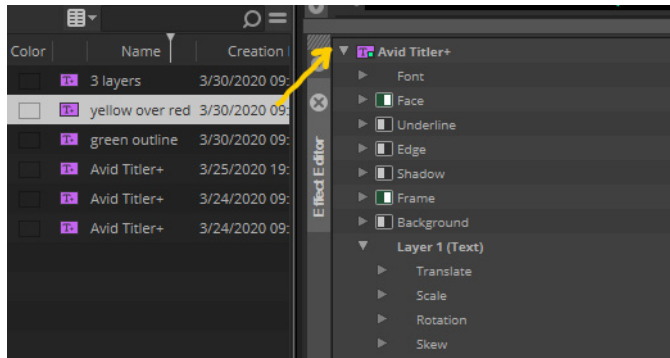 Color Name Creation
3 layers 3/30/2020 09:
yellow over red 3/30/2020 09:
green outline 3/30/2020 09:
Avid Titler+ 3/25/2020 19:
Avid Titler+ 3/24/2020 09:
Avid Titler+ 3/24/2020 09:
Effect Editor
Avid Titler+
Font
Face
Underline
Edge
Shadow
Frame
Background
Layer 1 (Text)
Translate
Scale
Rotation
Skew